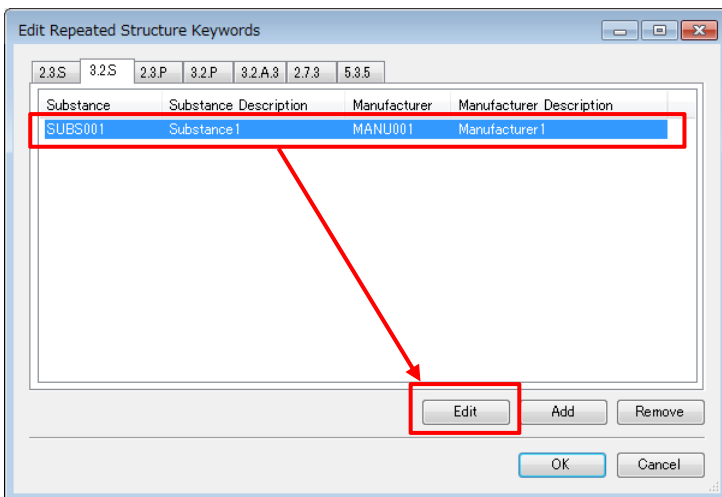 Edit Repeated Structure Keywords
2.3.S 3.2.S 2.3.P 3.2.P 3.2.A.3 2.7.3 5.3.5
Substance Substance Description Manufacturer Manufacturer Description
SUBS001 Substance1 MANU001 Manufacturer1
Edit Add Remove
OK Cancel